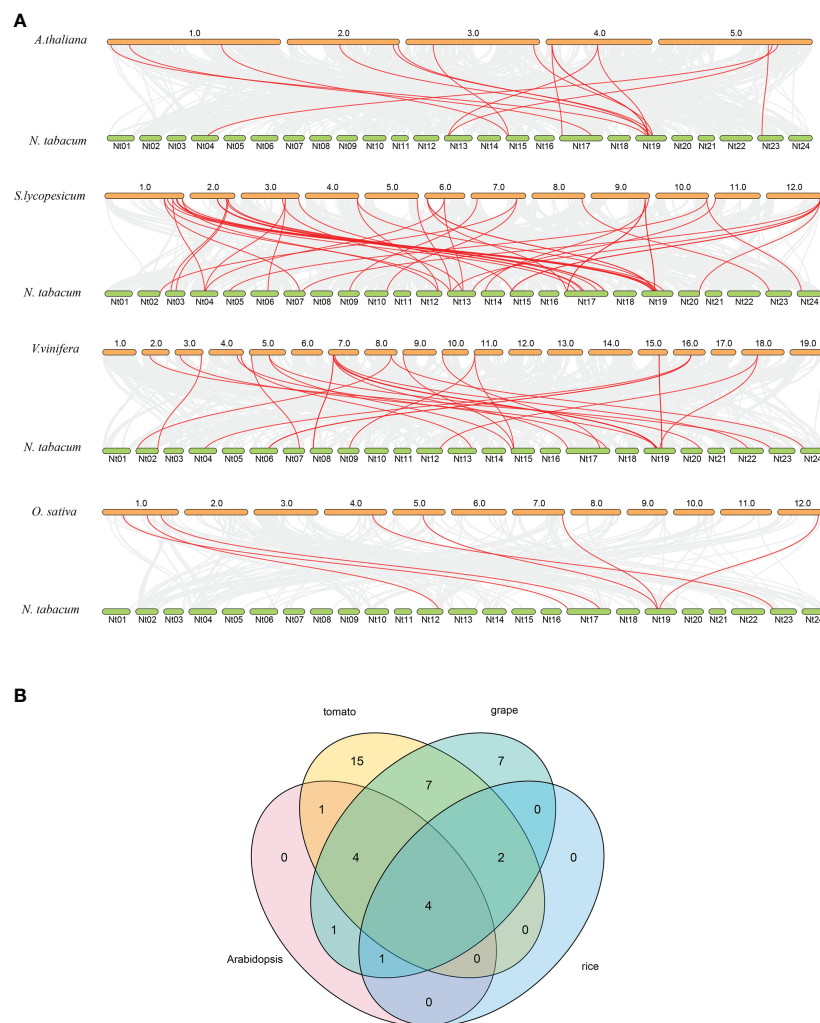 A
1.0 2.0 3.0 4.0 5.0
A.thaliana
N. tabacum
Nt01 Nt02 Nt03 Nt04 Nt05 Nt06 Nt07 Nt08 Nt09 Nt10 Nt11 Nt12 Nt13 Nt14 Nt15 Nt16 Nt17 Nt18 Nt19 Nt20 Nt21 Nt22 Nt23 Nt24
1.0 2.0 3.0 4.0 5.0 6.0 7.0 8.0 9.0 10.0 11.0 12.0
S.lycopesicum
N. tabacum
Nt01 Nt02 Nt03 Nt04 Nt05 Nt06 Nt07 Nt08 Nt09 Nt10 Nt11 Nt12 Nt13 Nt14 Nt15 Nt16 Nt17 Nt18 Nt19 Nt20 Nt21 Nt22 Nt23 Nt24
1.0 2.0 3.0 4.0 5.0 6.0 7.0 8.0 9.0 10.0 11.0 12.0 13.0 14.0 15.0 16.0 17.0 18.0 19.0
V.vinifera
N. tabacum
Nt01 Nt02 Nt03 Nt04 Nt05 Nt06 Nt07 Nt08 Nt09 Nt10 Nt11 Nt12 Nt13 Nt14 Nt15 Nt16 Nt17 Nt18 Nt19 Nt20 Nt21 Nt22 Nt23 Nt24
1.0 2.0 3.0 4.0 5.0 6.0 7.0 8.0 9.0 10.0 11.0 12.0
O. sativa
N. tabacum
Nt01 Nt02 Nt03 Nt04 Nt05 Nt06 Nt07 Nt08 Nt09 Nt10 Nt11 Nt12 Nt13 Nt14 Nt15 Nt16 Nt17 Nt18 Nt19 Nt20 Nt21 Nt22 Nt23 Nt24
B
tomato grape
15 7
7
1 0
0 4 2 0
4
1 0
Arabidopsis 1 0 rice
0